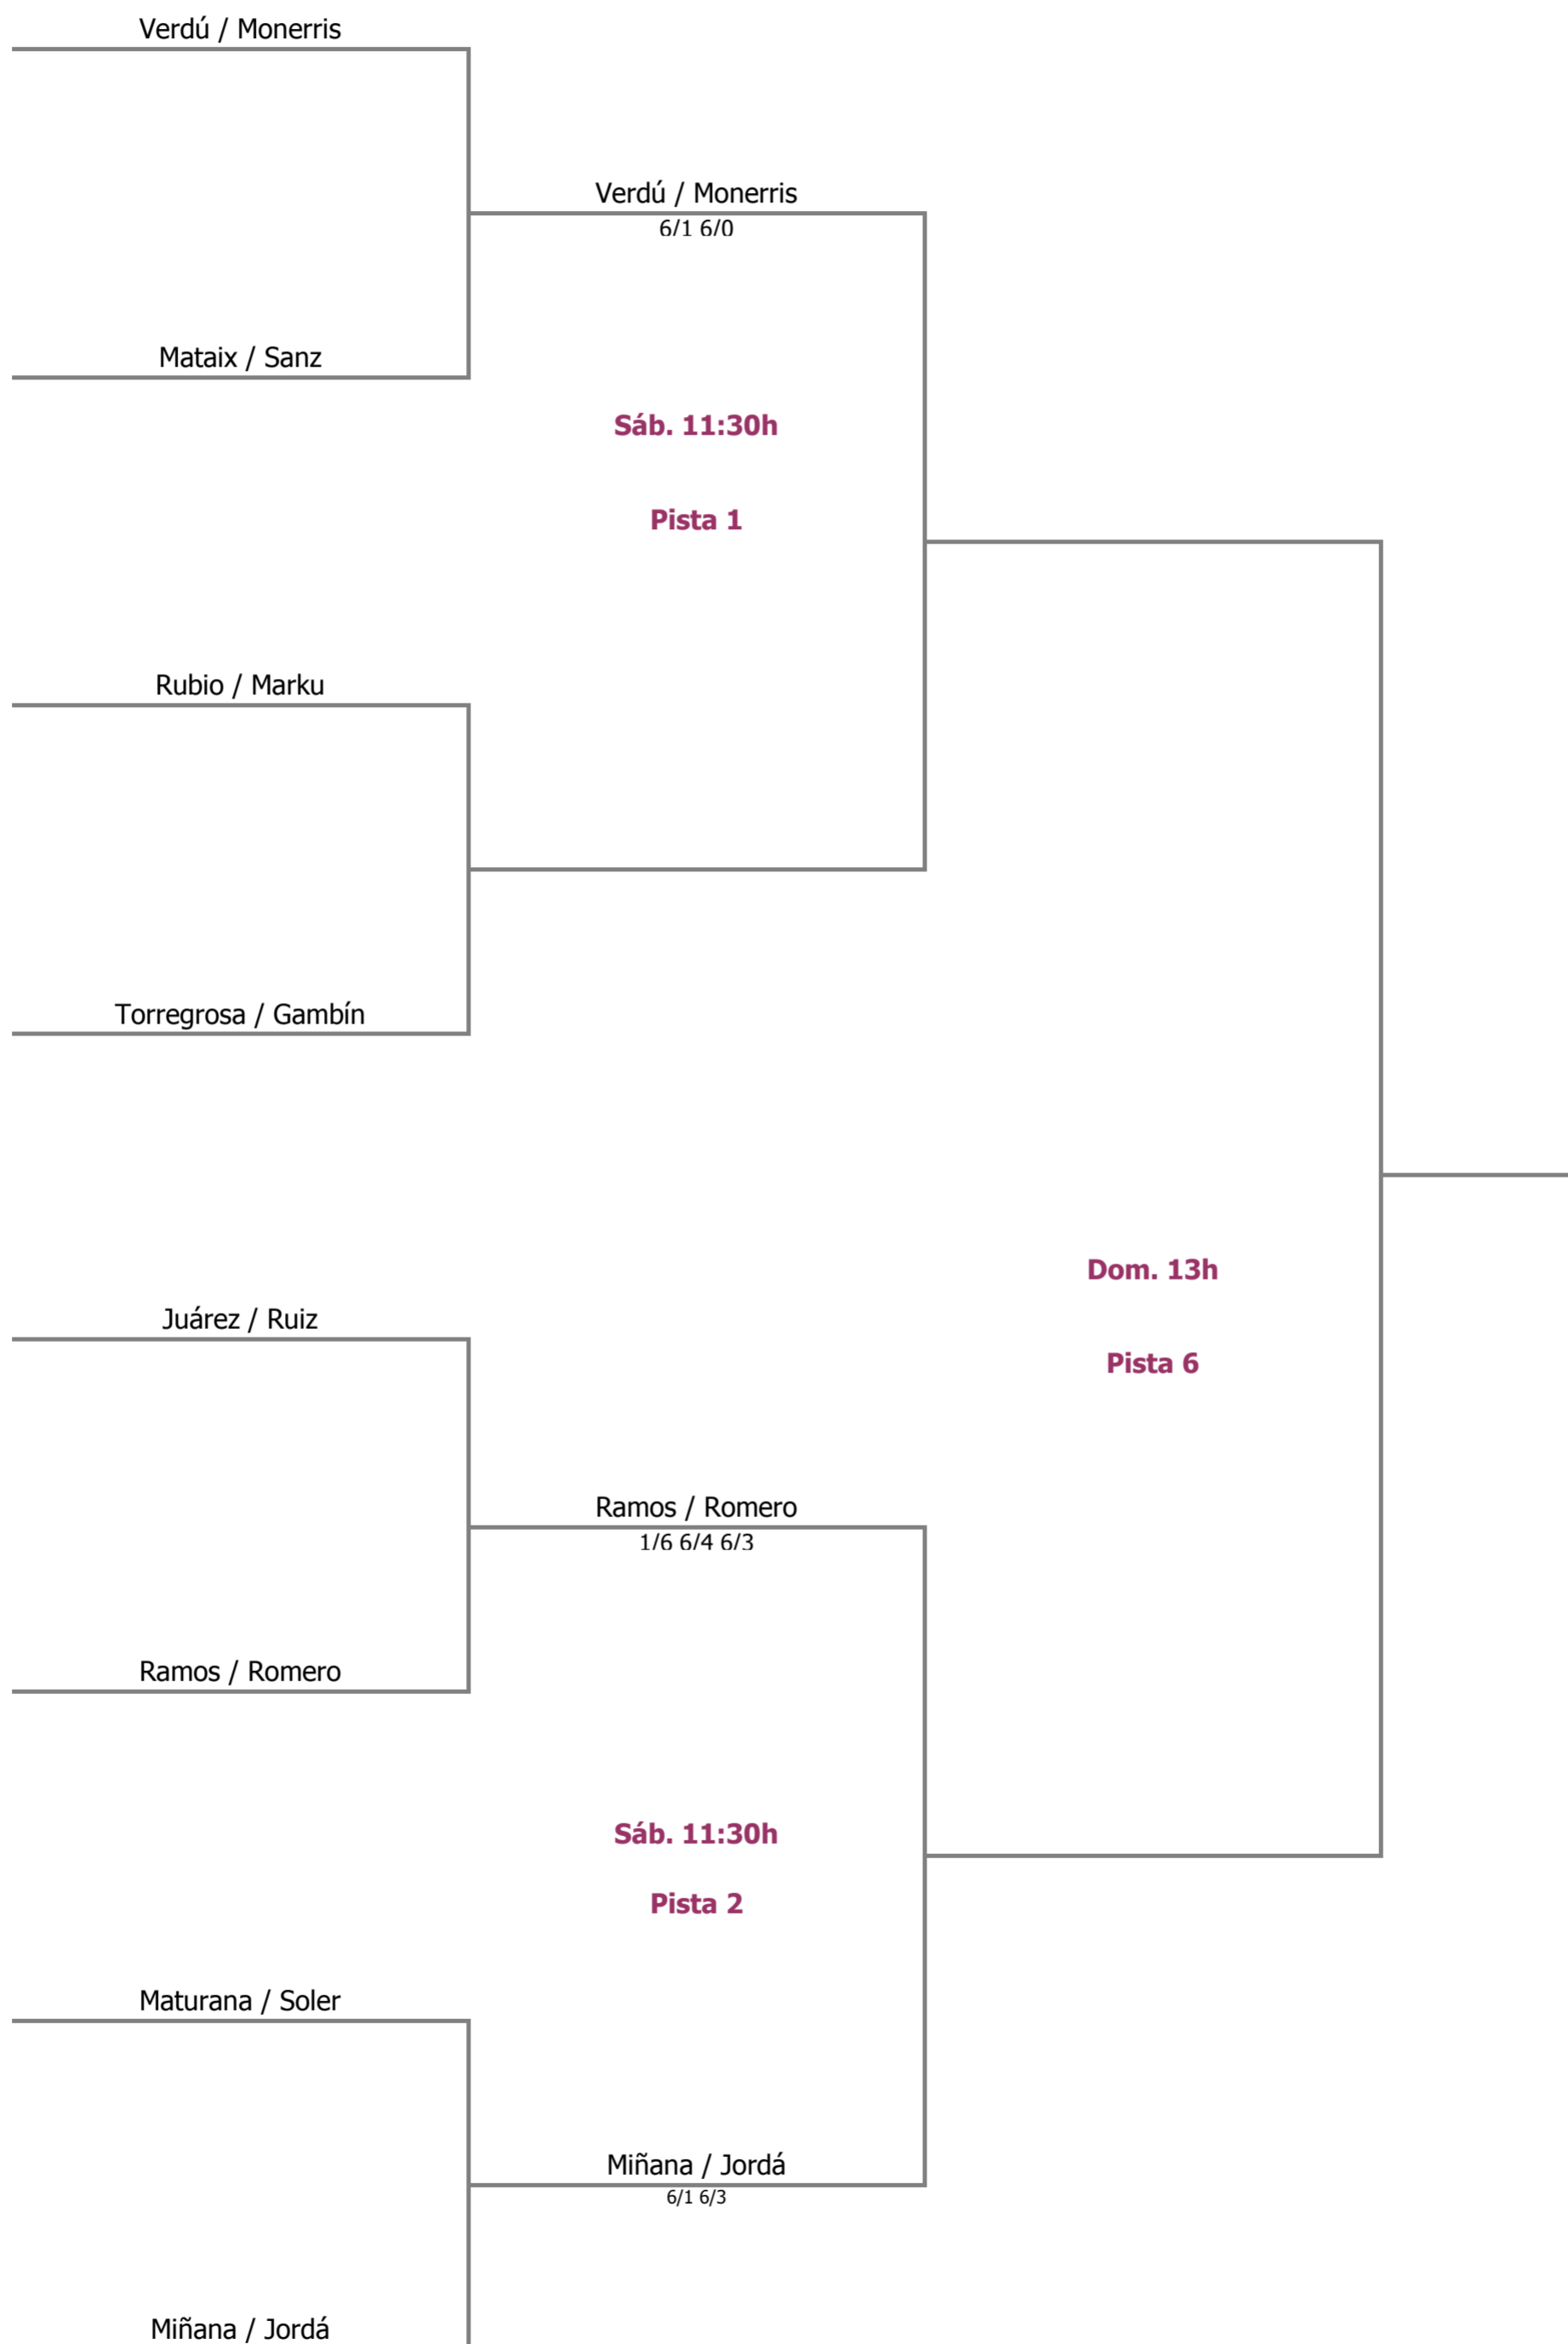 Verdú / Monerris
Verdú / Monerris
6/1 6/0
Mataix / Sanz
Sáb. 11:30h
Pista 1
Rubio / Marku
Torregrosa / Gambín
Dom. 13h
Juárez / Ruiz
Pista 6
Ramos / Romero
1/6 6/4 6/3
Ramos / Romero
Sáb. 11:30h
Pista 2
Maturana / Soler
Miñana / Jordá
6/1 6/3
Miñana / Jordá